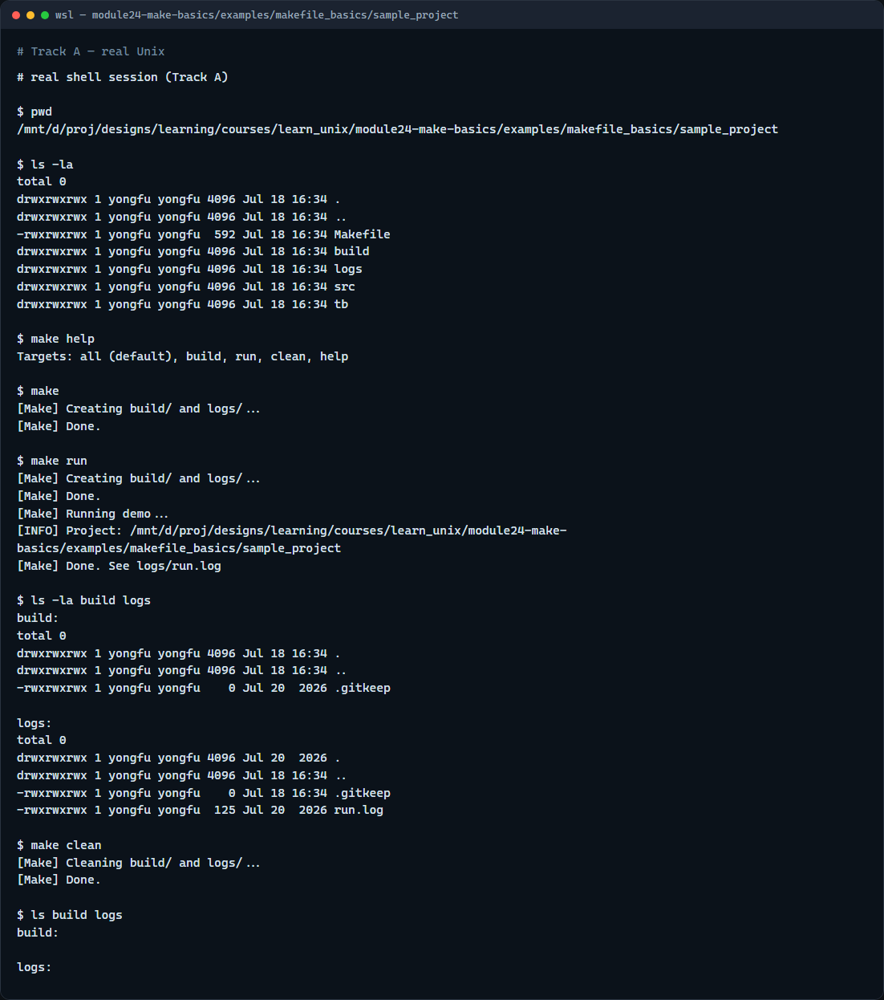 wsl — module24-make-basics/examples/makefile_basics/sample_project
# Track A — real Unix
# real shell session (Track A)
$ pwd
/mnt/d/proj/designs/learning/courses/learn_unix/module24-make-basics/examples/makefile_basics/sample_project
$ ls -la
total 0
drwxrwxrwx 1 yongfu yongfu 4096 Jul 18 16:34 .
drwxrwxrwx 1 yongfu yongfu 4096 Jul 18 16:34 ..
-rwxrwxrwx 1 yongfu yongfu  592 Jul 18 16:34 Makefile
drwxrwxrwx 1 yongfu yongfu 4096 Jul 18 16:34 build
drwxrwxrwx 1 yongfu yongfu 4096 Jul 18 16:34 logs
drwxrwxrwx 1 yongfu yongfu 4096 Jul 18 16:34 src
drwxrwxrwx 1 yongfu yongfu 4096 Jul 18 16:34 tb
$ make help
Targets: all (default), build, run, clean, help
$ make
[Make] Creating build/ and logs/...
[Make] Done.
$ make run
[Make] Creating build/ and logs/...
[Make] Done.
[Make] Running demo...
[INFO] Project: /mnt/d/proj/designs/learning/courses/learn_unix/module24-make-
basics/examples/makefile_basics/sample_project
[Make] Done. See logs/run.log
$ ls -la build logs
build:
total 0
drwxrwxrwx 1 yongfu yongfu 4096 Jul 18 16:34 .
drwxrwxrwx 1 yongfu yongfu 4096 Jul 18 16:34 ..
-rwxrwxrwx 1 yongfu yongfu    0 Jul 20  2026 .gitkeep
logs:
total 0
drwxrwxrwx 1 yongfu yongfu 4096 Jul 20  2026 .
drwxrwxrwx 1 yongfu yongfu 4096 Jul 18 16:34 ..
-rwxrwxrwx 1 yongfu yongfu    0 Jul 18 16:34 .gitkeep
-rwxrwxrwx 1 yongfu yongfu  125 Jul 20  2026 run.log
$ make clean
[Make] Cleaning build/ and logs/...
[Make] Done.
$ ls build logs
build:
logs: